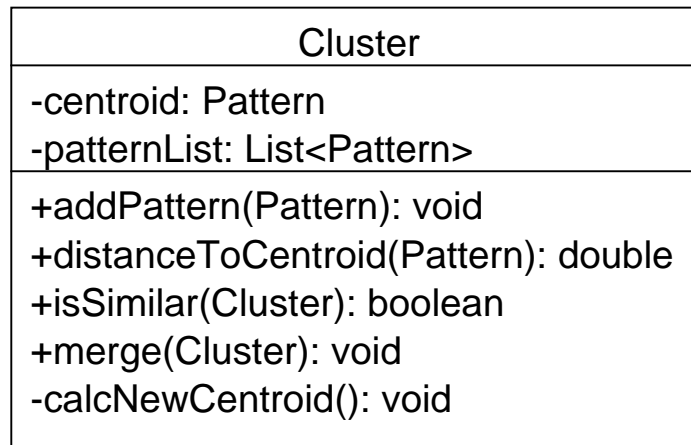 Cluster
-centroid: Pattern
-patternList: List<Pattern>
+addPattern(Pattern): void
+distanceToCentroid(Pattern): double
+isSimilar(Cluster): boolean
+merge(Cluster): void
-calcNewCentroid(): void